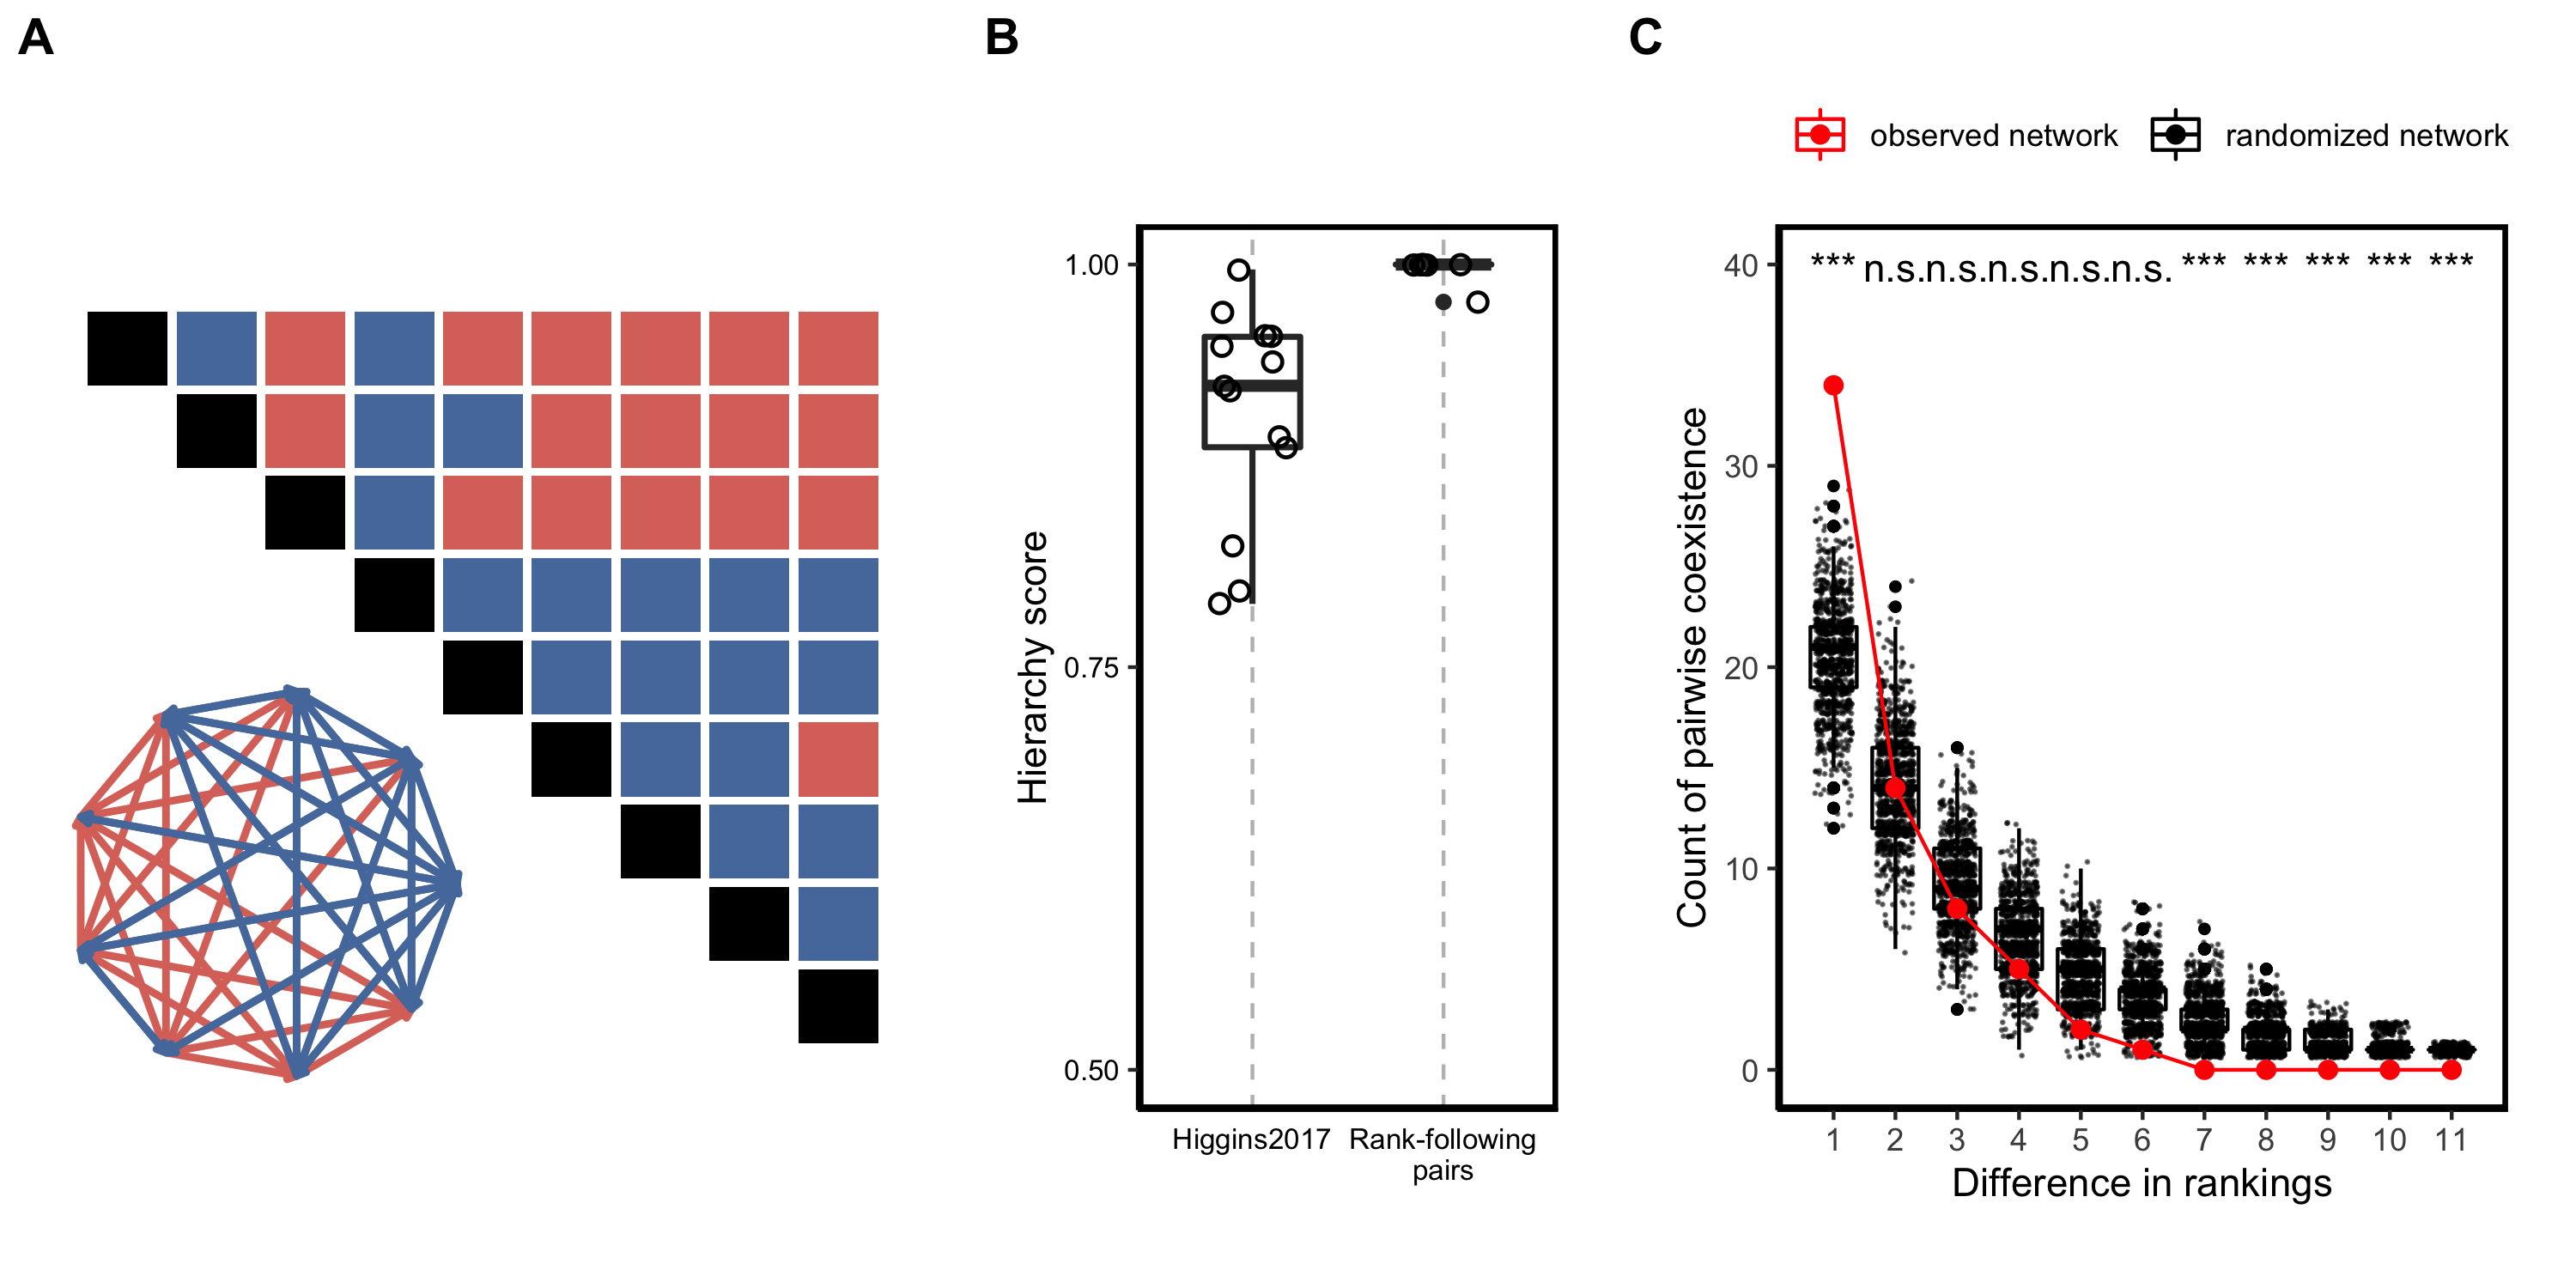 A
B
C
observed network
randomized network
Hierarchy score
1.00
0.75
0.50
Higgins2017
Rank-following
pairs
Count of pairwise coexistence
40
30
20
10
0
*** n.s. n.s. n.s. n.s. n.s. *** *** *** *** ***
1 2 3 4 5 6 7 8 9 10 11
Difference in rankings